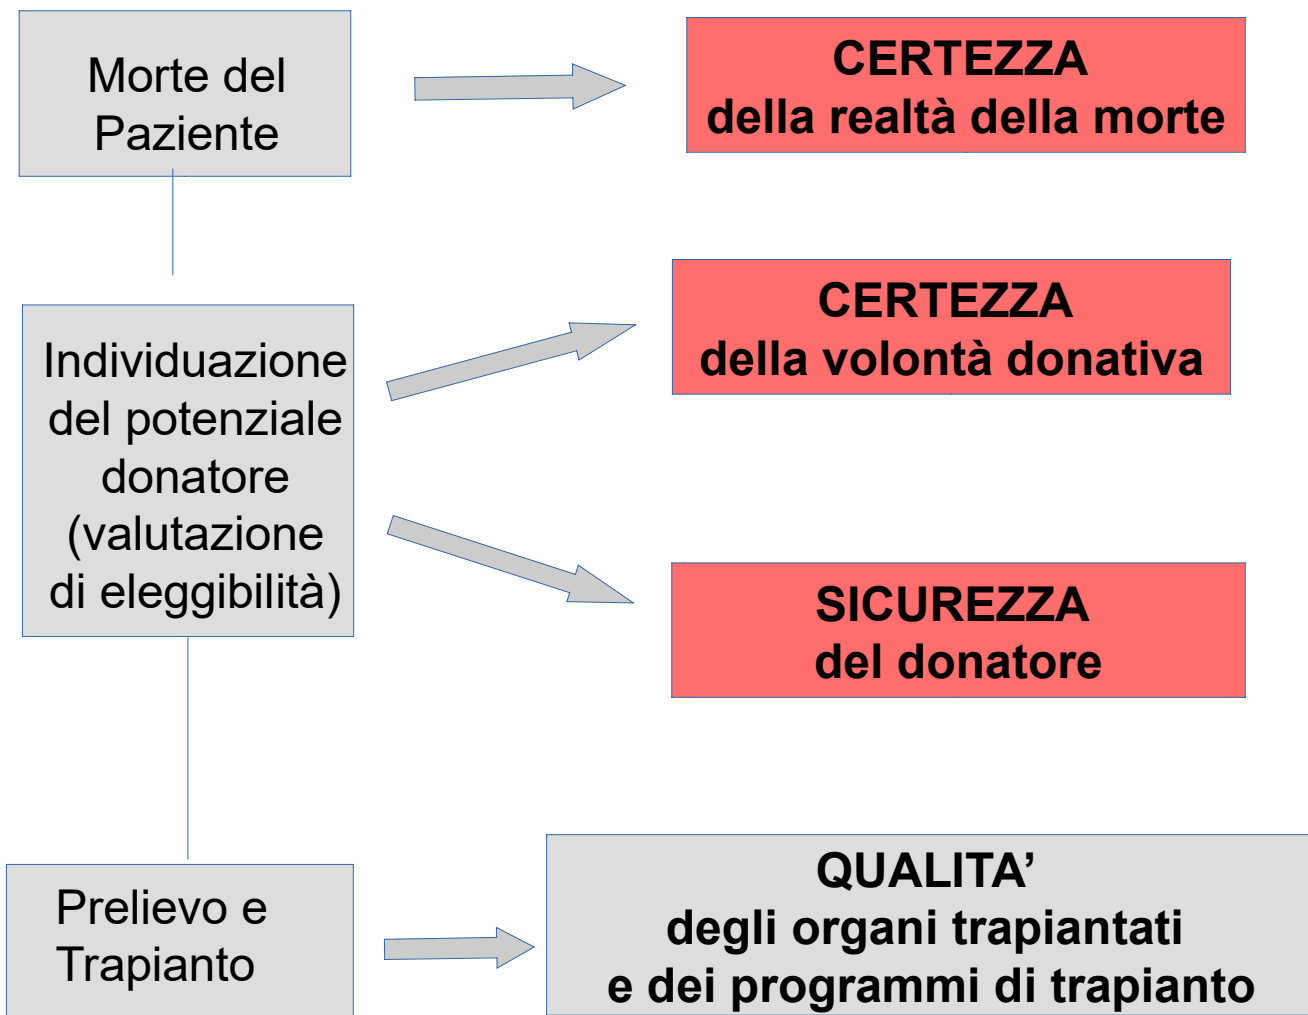 Morte del
Paziente
CERTEZZA
della realtà della morte
Individuazione
del potenziale
donatore
(valutazione
di eleggibilità)
CERTEZZA
della volontà donativa
SICUREZZA
del donatore
Prelievo e
Trapianto
QUALITA’
degli organi trapiantati
e dei programmi di trapianto